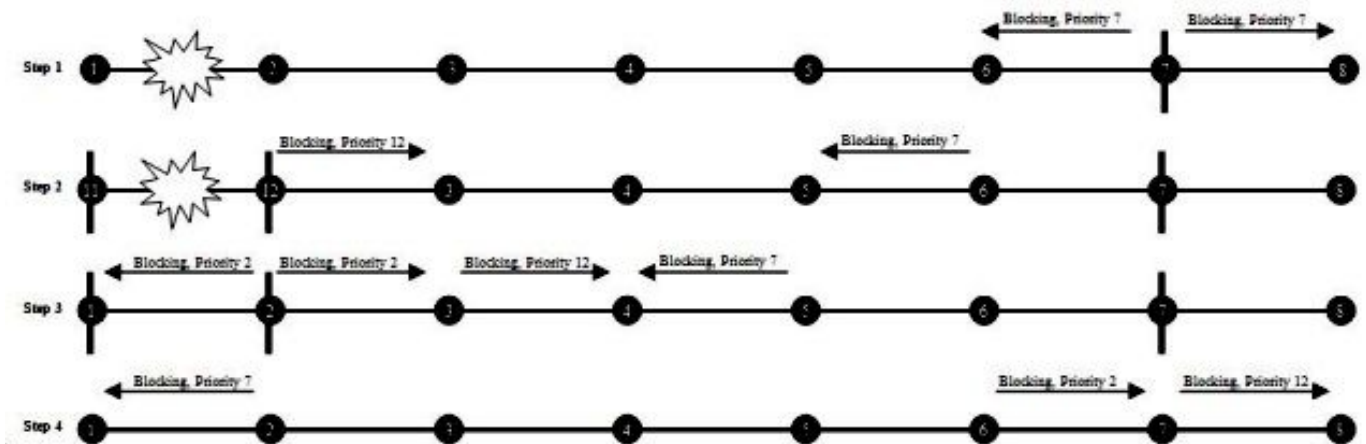 Blocking, Priority 7 Blocking, Priority 7
Step 1 1 2 3 4 5 6 7 8
Blocking, Priority 12 Blocking, Priority 7
Step 2 11 12 3 4 5 6 7 8
Blocking, Priority 2 Blocking, Priority 2 Blocking, Priority 12 Blocking, Priority 7
Step 3 1 2 3 4 5 6 7 8
Blocking, Priority 7 Blocking, Priority 2 Blocking, Priority 12
Step 4 1 2 3 4 5 6 7 8